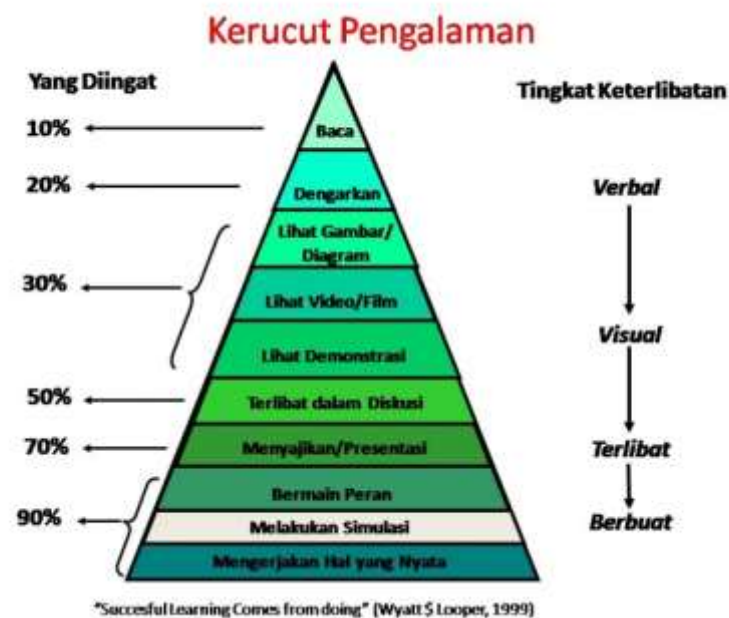 Kerucut Pengalaman
Yang Diingat
Tingkat Keterlibatan
10%
Baca
20%
Dengarkan
Verbal
Lihat Gambar/
Diagram
30%
Lihat Video/Film
Visual
Lihat Demonstrasi
50%
Terlibat dalam Diskusi
70%
Menyajikan/Presentasi
Terlibat
Bermain Peran
90%
Melakukan Simulasi
Berbuat
Mengerjakan Hal yang Nyata
"Succesful Learning Comes from doing" (Wyatt $ Looper, 1999)